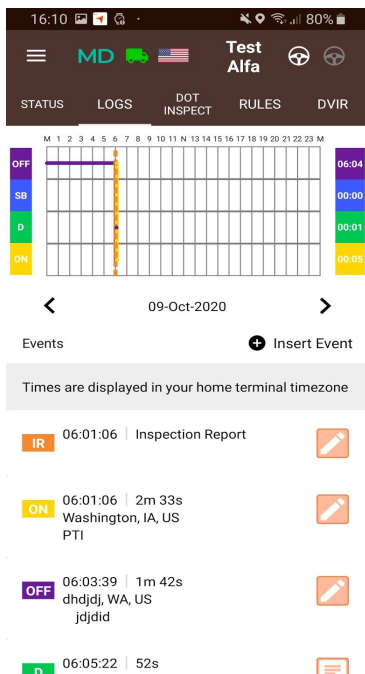 16:10 80%
MD Test Alfa
STATUS LOGS DOT INSPECT RULES DVIR
M 1 2 3 4 5 6 7 8 9 10 11 N 13 14 15 16 17 18 19 20 21 22 23 M
OFF 06:04
SB 00:00
D 00:01
ON 00:05
09-Oct-2020
Events Insert Event
Times are displayed in your home terminal timezone
IR 06:01:06 Inspection Report
ON 06:01:06 2m 33s
Washington, IA, US
PTI
OFF 06:03:39 1m 42s
dhdjdj, WA, US
jdjdid
D 06:05:22 52s